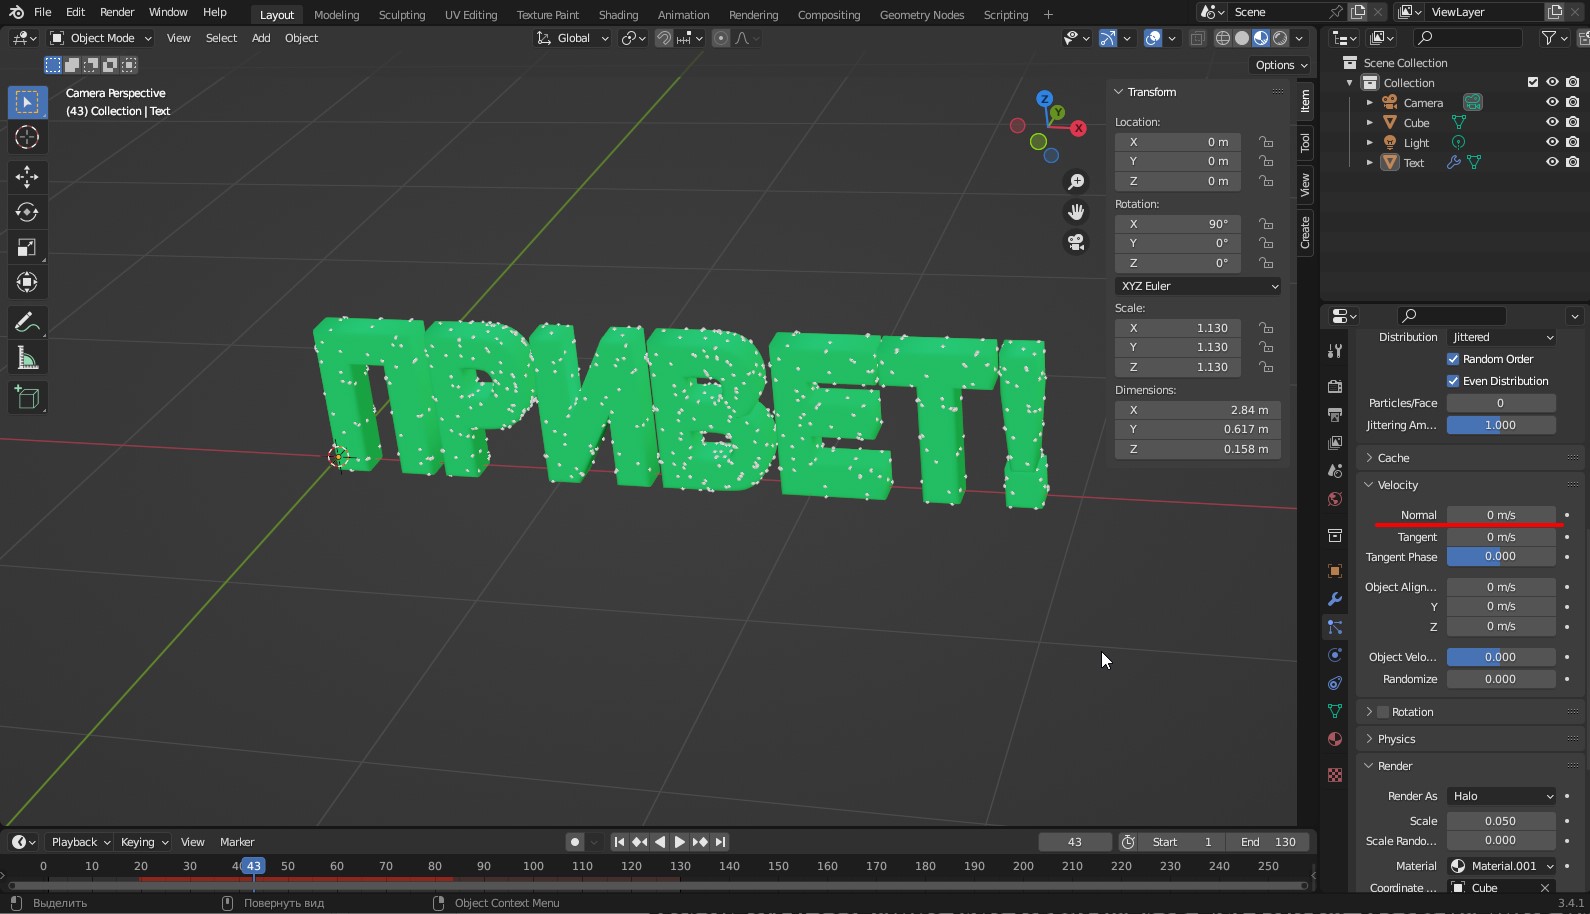 File Edit Render Window Help Layout Modeling Sculpting UV Editing Texture Paint Shading Animation Rendering Compositing Geometry Nodes Scripting + Scene ViewLayer
Object Mode View Select Add Object Global
Options
Camera Perspective
(43) Collection | Text
Z
Y
X
ПРИВЕТ!
Transform
Location:
X 0 m
Y 0 m
Z 0 m
Rotation:
X 90°
Y 0°
Z 0°
XYZ Euler
Scale:
X 1.130
Y 1.130
Z 1.130
Dimensions:
X 2.84 m
Y 0.617 m
Z 0.158 m
Item
Tool
View
Create
Scene Collection
Collection
Camera
Cube
Light
Text
Distribution Jittered
Random Order
Even Distribution
Particles/Face 0
Jittering Am... 1.000
Cache
Velocity
Normal 0 m/s
Tangent 0 m/s
Tangent Phase 0.000
Object Align... 0 m/s
Y 0 m/s
Z 0 m/s
Object Velo... 0.000
Randomize 0.000
Rotation
Physics
Render
Render As Halo
Scale 0.050
Scale Rando... 0.000
Material Material.001
Coordinate ... Cube
Playback Keying View Marker 43 Start 1 End 130
0 10 20 30 43 50 60 70 80 90 100 110 120 130 140 150 160 170 180 190 200 210 220 230 240 250
Выделить Повернуть вид Object Context Menu 3.4.1